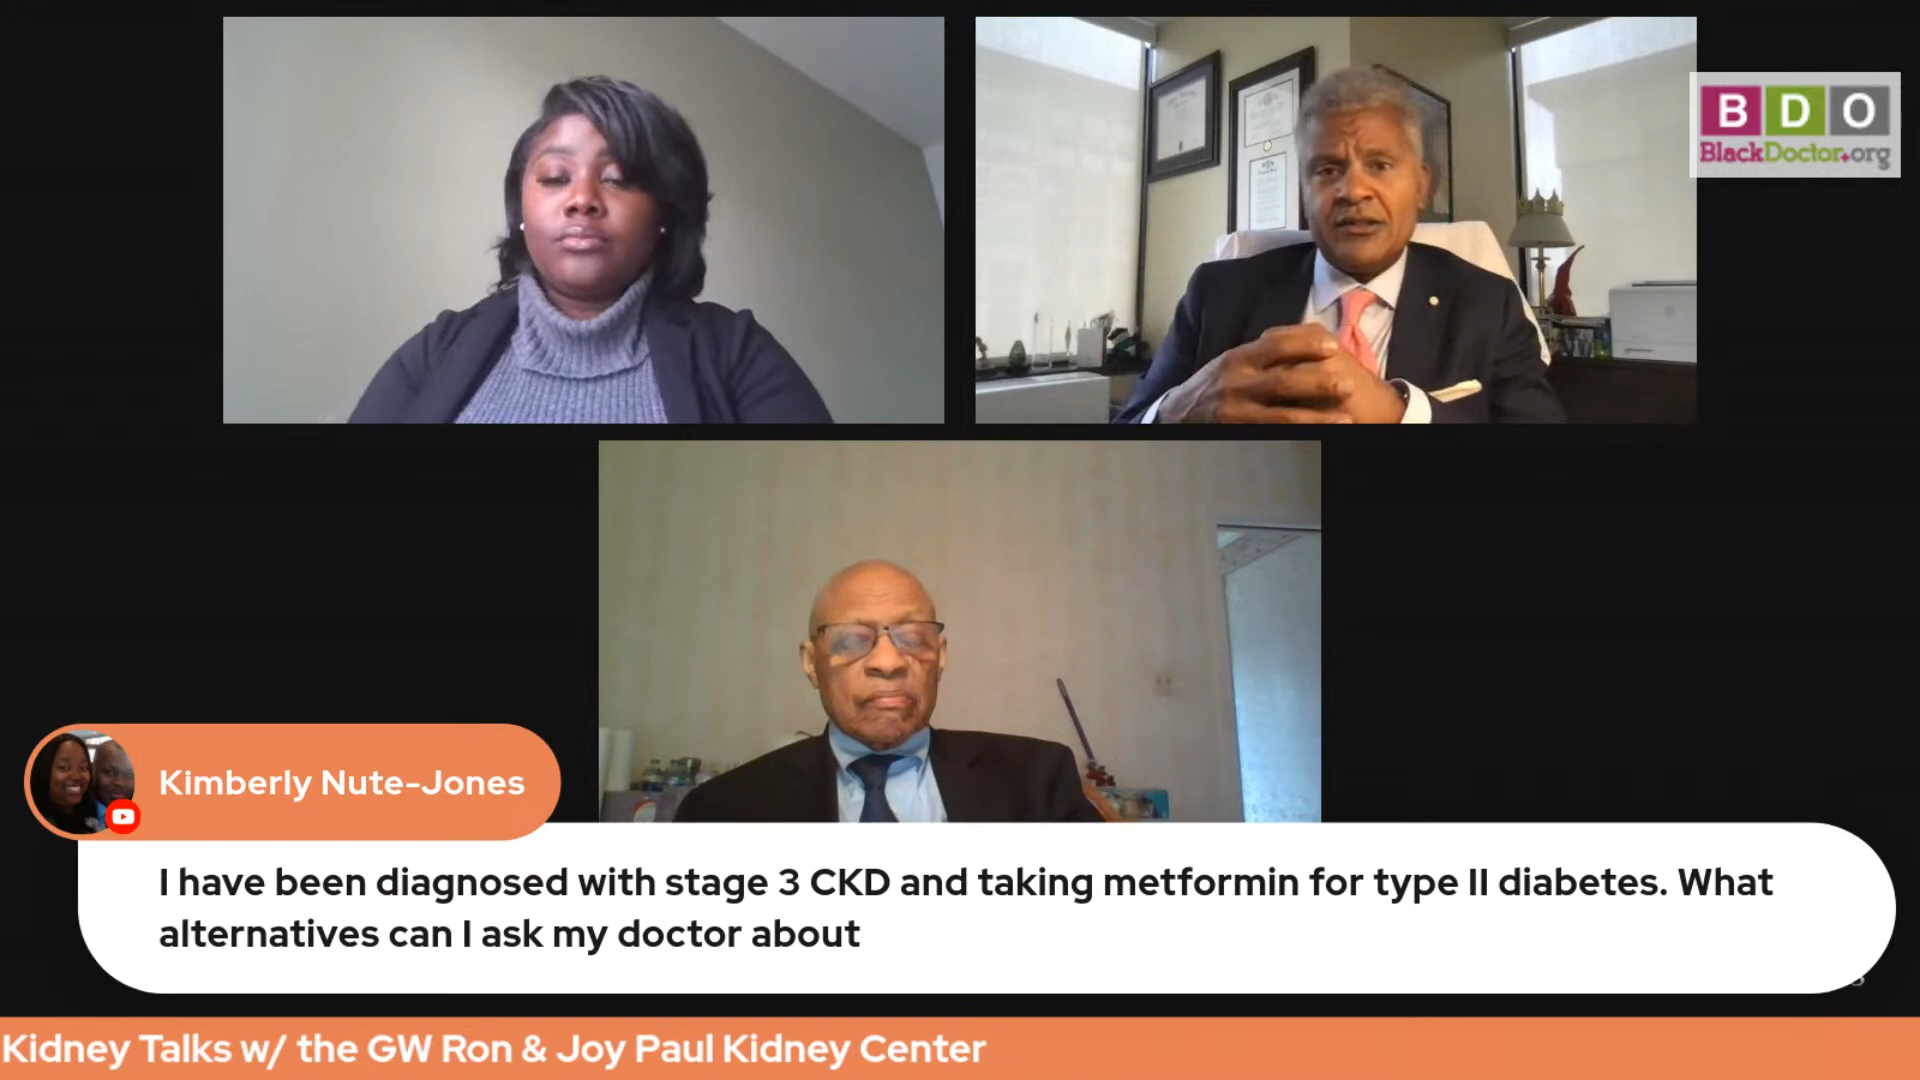 B D O
BlackDoctor.org
Kimberly Nute-Jones
I have been diagnosed with stage 3 CKD and taking metformin for type II diabetes. What
alternatives can I ask my doctor about
Kidney Talks w/ the GW Ron & Joy Paul Kidney Center